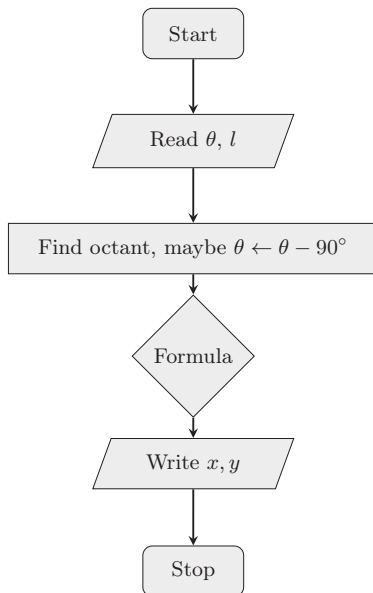 Start
Read θ, l
Find octant, maybe θ ← θ − 90°
Formula
Write x, y
Stop